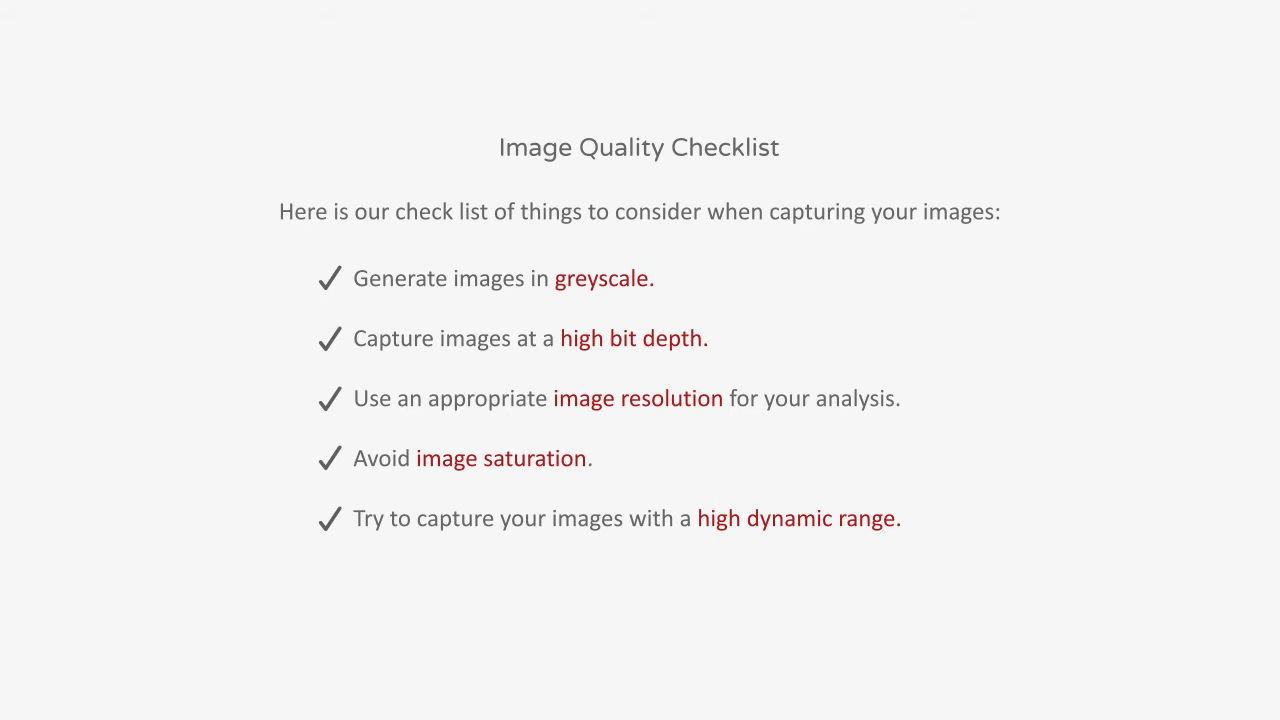 Image Quality Checklist
Here is our check list of things to consider when capturing your images:
Generate images in greyscale.
Capture images at a high bit depth.
Use an appropriate image resolution for your analysis.
Avoid image saturation.
Try to capture your images with a high dynamic range.